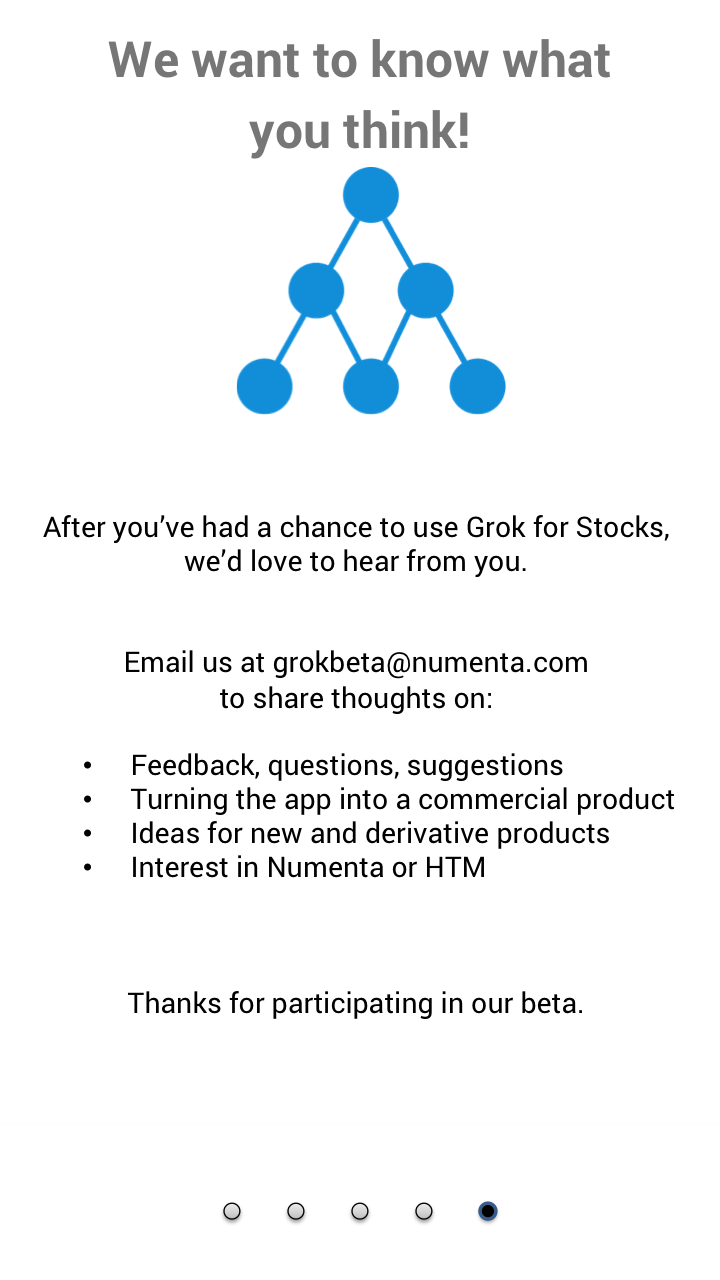 We want to know what
you think!
After you’ve had a chance to use Grok for Stocks,
we’d love to hear from you.
Email us at grokbeta@numenta.com
to share thoughts on:
• Feedback, questions, suggestions
• Turning the app into a commercial product
• Ideas for new and derivative products
• Interest in Numenta or HTM
Thanks for participating in our beta.